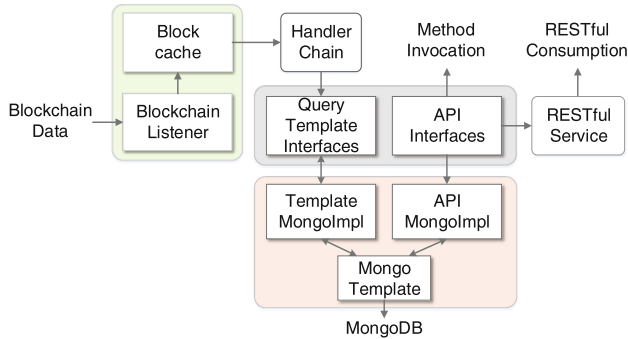 Block
cache
Handler
Chain
Method
Invocation
RESTful
Consumption
Blockchain
Data
Blockchain
Listener
Query
Template
Interfaces
API
Interfaces
RESTful
Service
Template
MongoImpl
API
MongoImpl
Mongo
Template
MongoDB